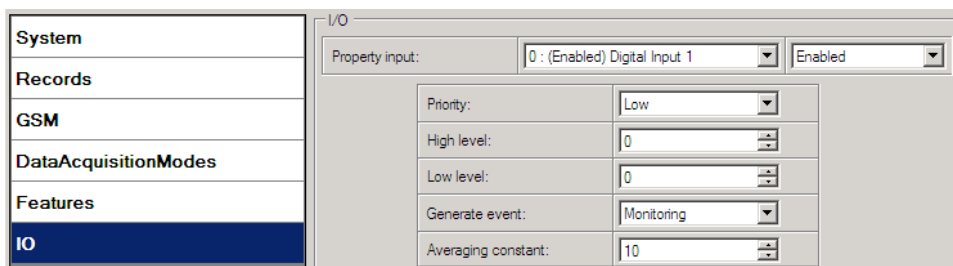 System
Records
GSM
DataAcquisitionModes
Features
IO
I/O
Property input: 0 : (Enabled) Digital Input 1 Enabled
Priority: Low
High level: 0
Low level: 0
Generate event: Monitoring
Averaging constant: 10